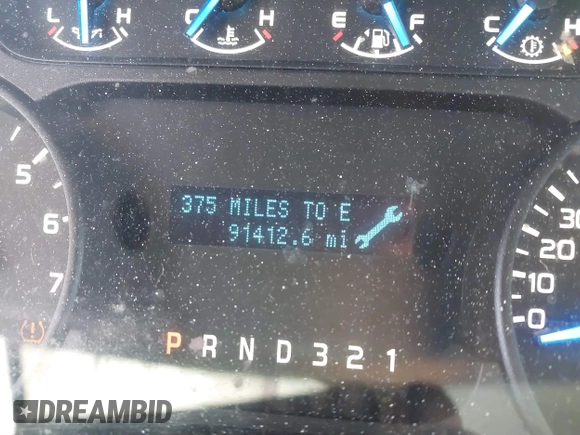 L H C H E F C H
5
6
7
375 MILES TO E
91412.6 mi
30
20
10
0
P R N D 3 2 1
DREAMBID